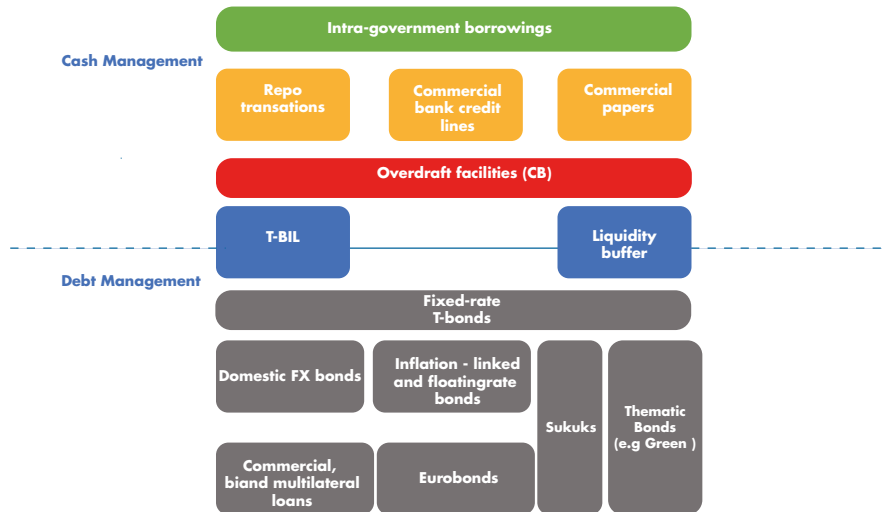 Intra-government borrowings
Cash Management
Repo
transations
Commercial
bank credit
lines
Commercial
papers
Overdraft facilities (CB)
T-BIL
Liquidity
buffer
Debt Management
Fixed-rate
T-bonds
Domestic FX bonds
Inflation - linked
and floatingrate
bonds
Sukuks
Thematic
Bonds
(e.g Green )
Commercial,
biand multilateral
loans
Eurobonds